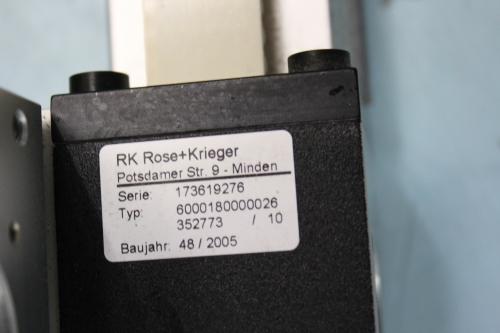 RK Rose+Krieger
Potsdamer Str. 9 - Minden
Serie: 173619276
Typ: 6000180000026
352773 / 10
Baujahr: 48 / 2005